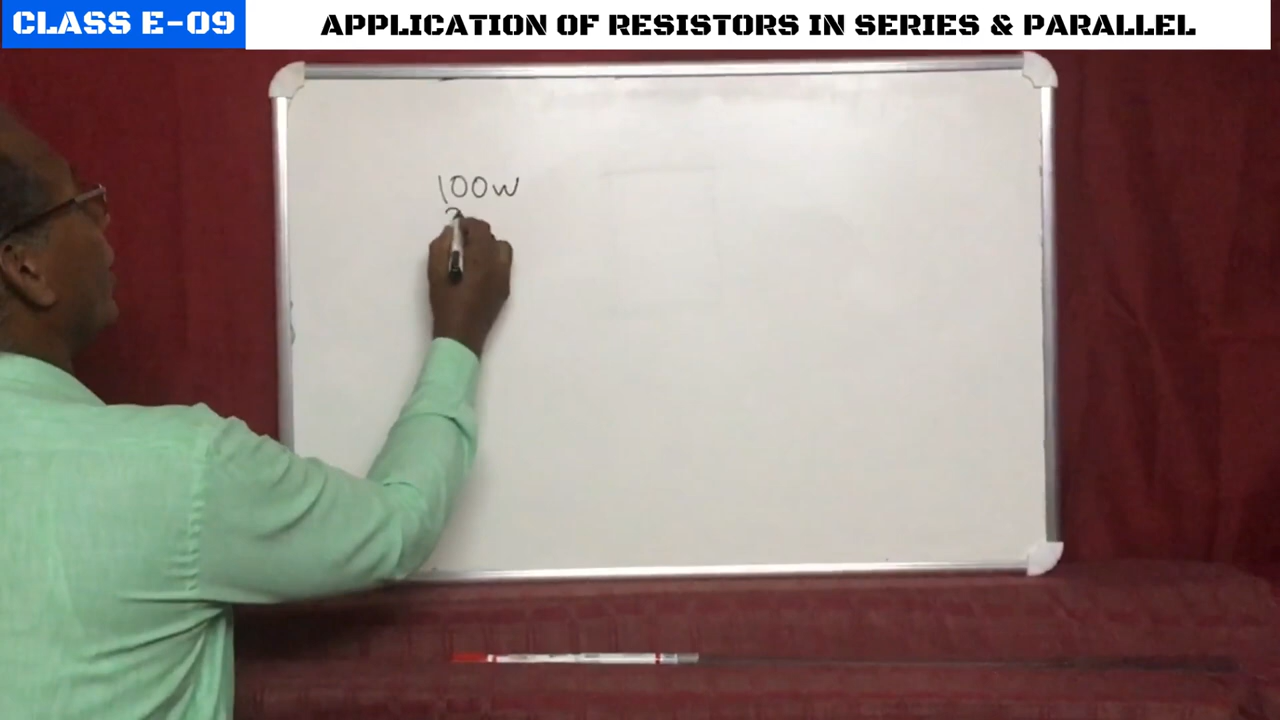 CLASS E-09
APPLICATION OF RESISTORS IN SERIES & PARALLEL
100W